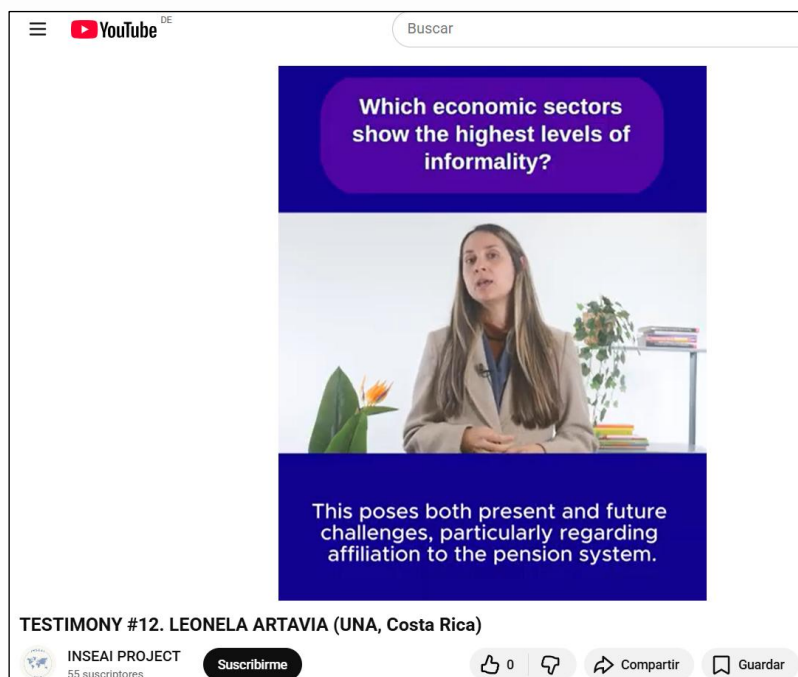 YouTube DE
Buscar
Which economic sectors
show the highest levels of
informality?
This poses both present and future
challenges, particularly regarding
affiliation to the pension system.
TESTIMONY #12. LEONELA ARTAVIA (UNA, Costa Rica)
INSEAI PROJECT
55 suscriptores
Suscribirme
0
Compartir
Guardar